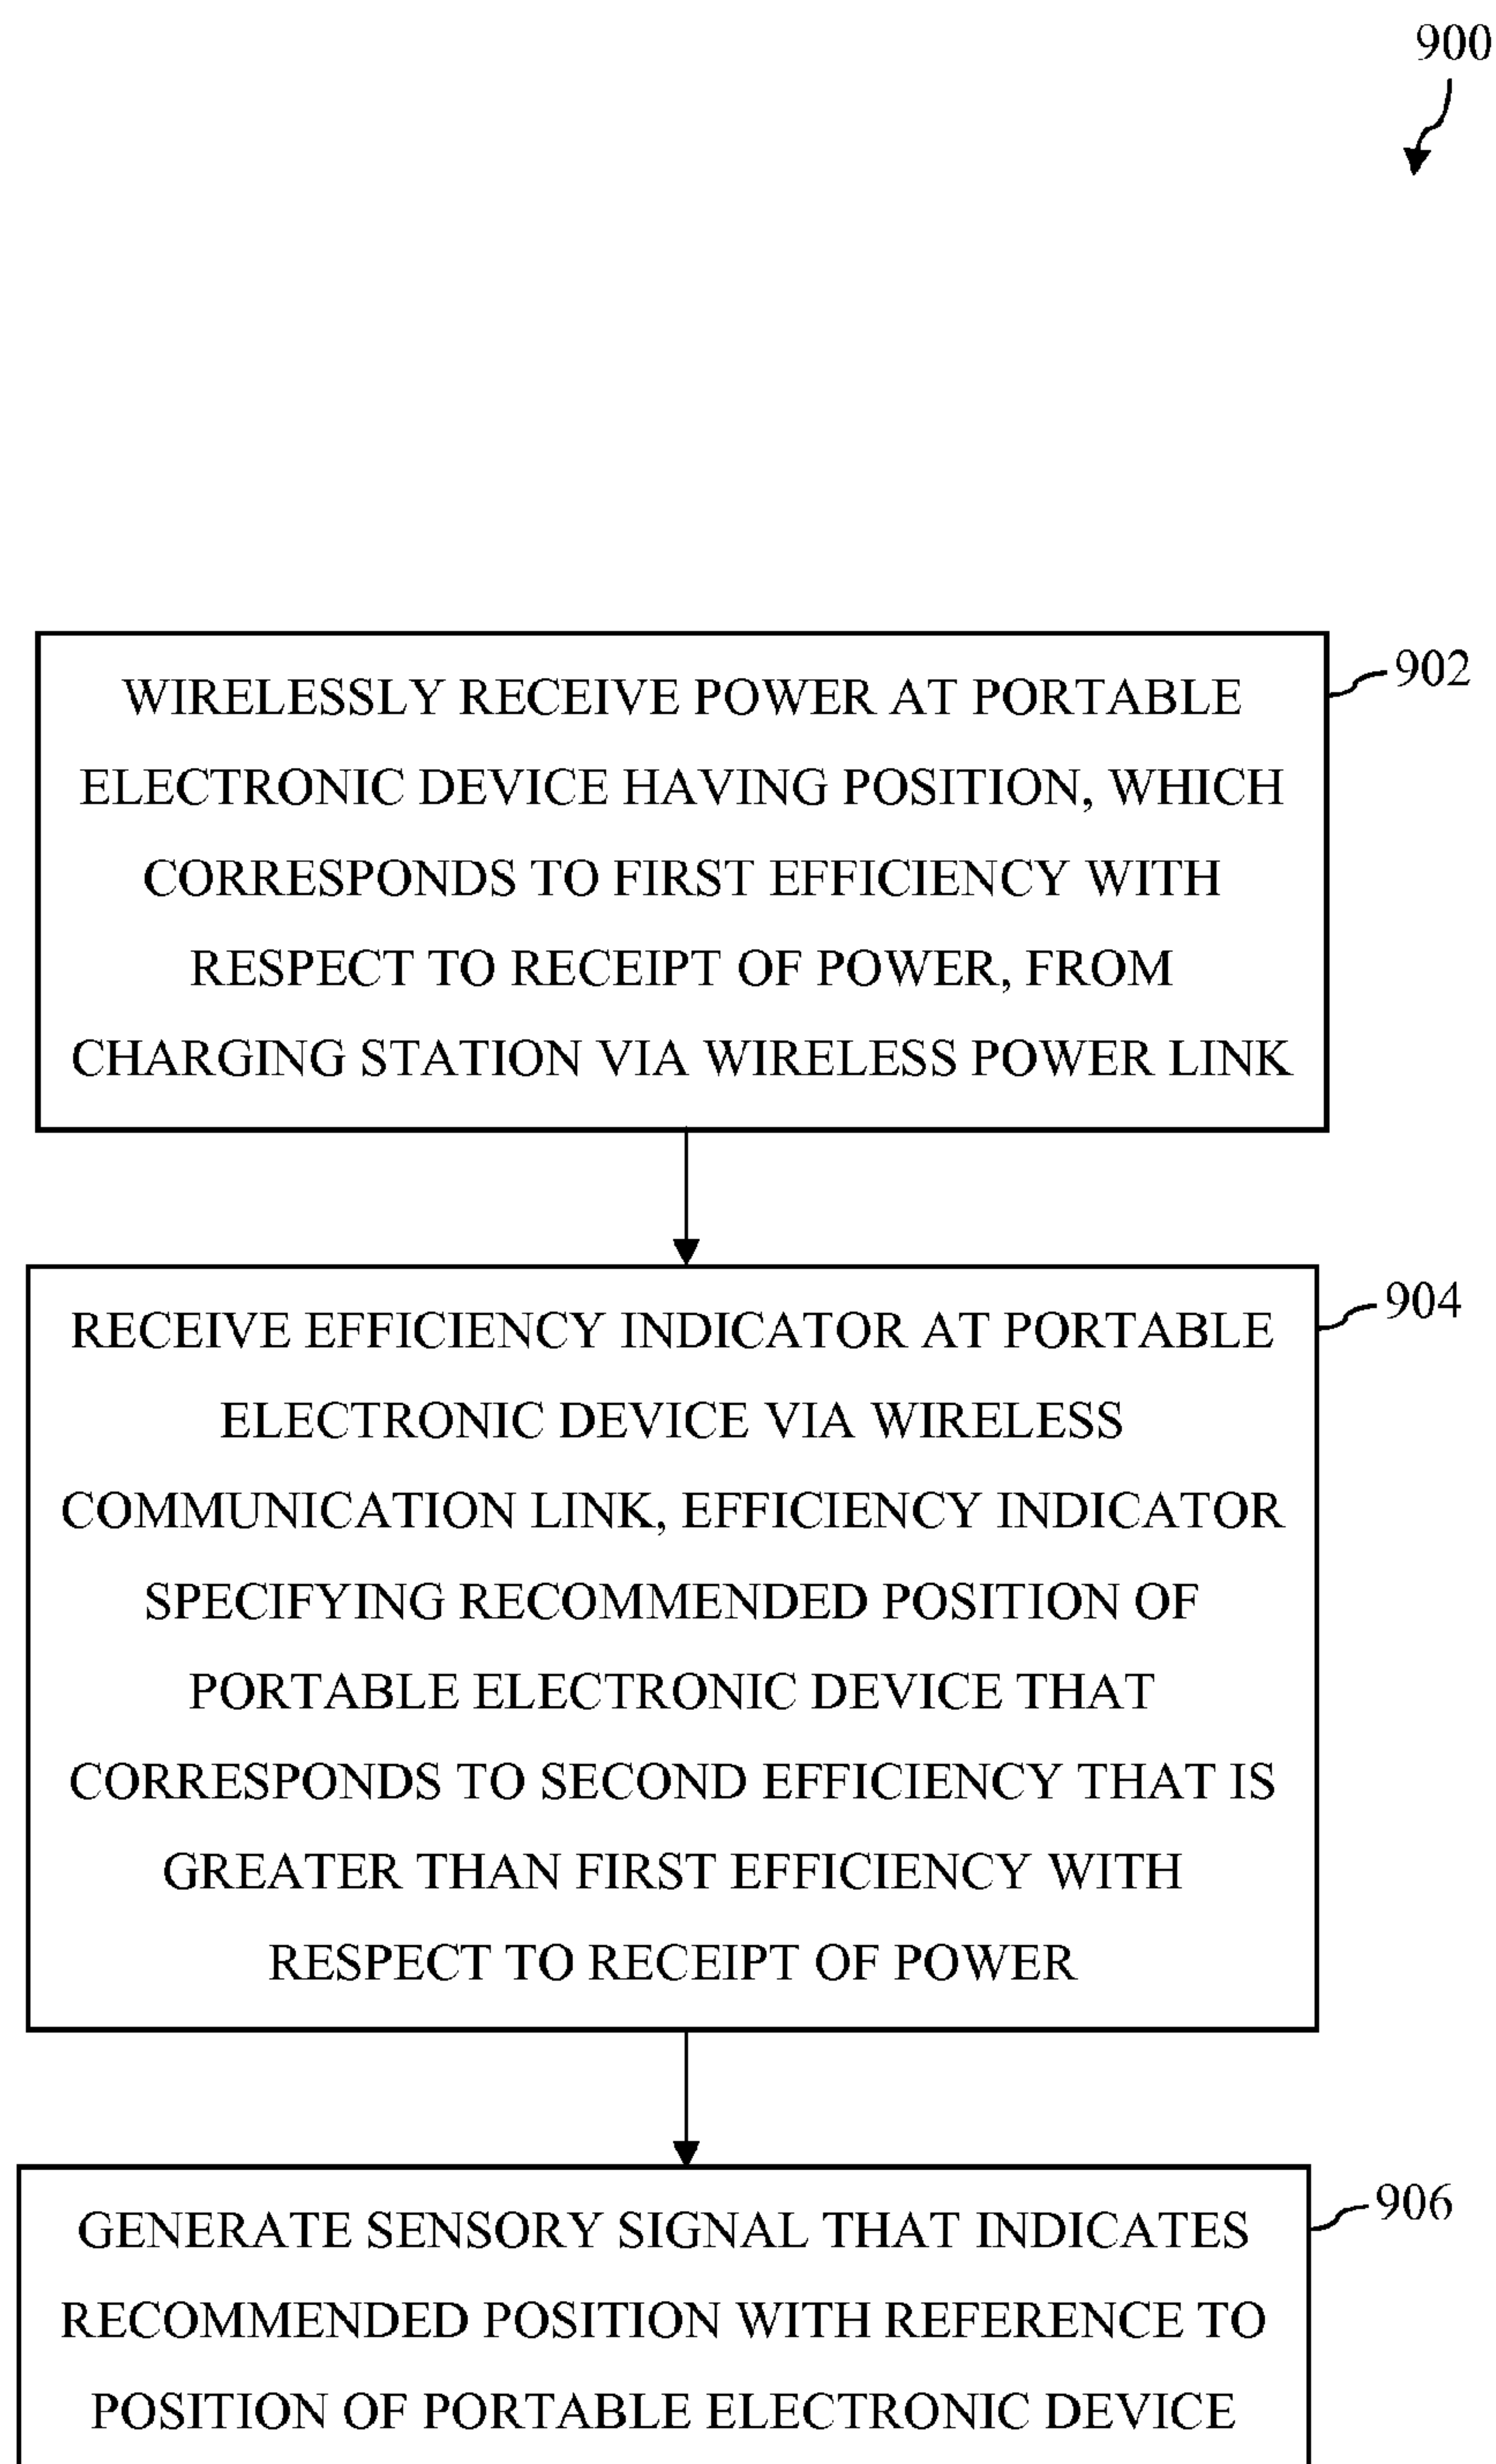 900
WIRELESSLY RECEIVE POWER AT PORTABLE
ELECTRONIC DEVICE HAVING POSITION, WHICH
CORRESPONDS TO FIRST EFFICIENCY WITH
RESPECT TO RECEIPT OF POWER, FROM
CHARGING STATION VIA WIRELESS POWER LINK
902
RECEIVE EFFICIENCY INDICATOR AT PORTABLE
ELECTRONIC DEVICE VIA WIRELESS
COMMUNICATION LINK, EFFICIENCY INDICATOR
SPECIFYING RECOMMENDED POSITION OF
PORTABLE ELECTRONIC DEVICE THAT
CORRESPONDS TO SECOND EFFICIENCY THAT IS
GREATER THAN FIRST EFFICIENCY WITH
RESPECT TO RECEIPT OF POWER
904
GENERATE SENSORY SIGNAL THAT INDICATES
RECOMMENDED POSITION WITH REFERENCE TO
POSITION OF PORTABLE ELECTRONIC DEVICE
906